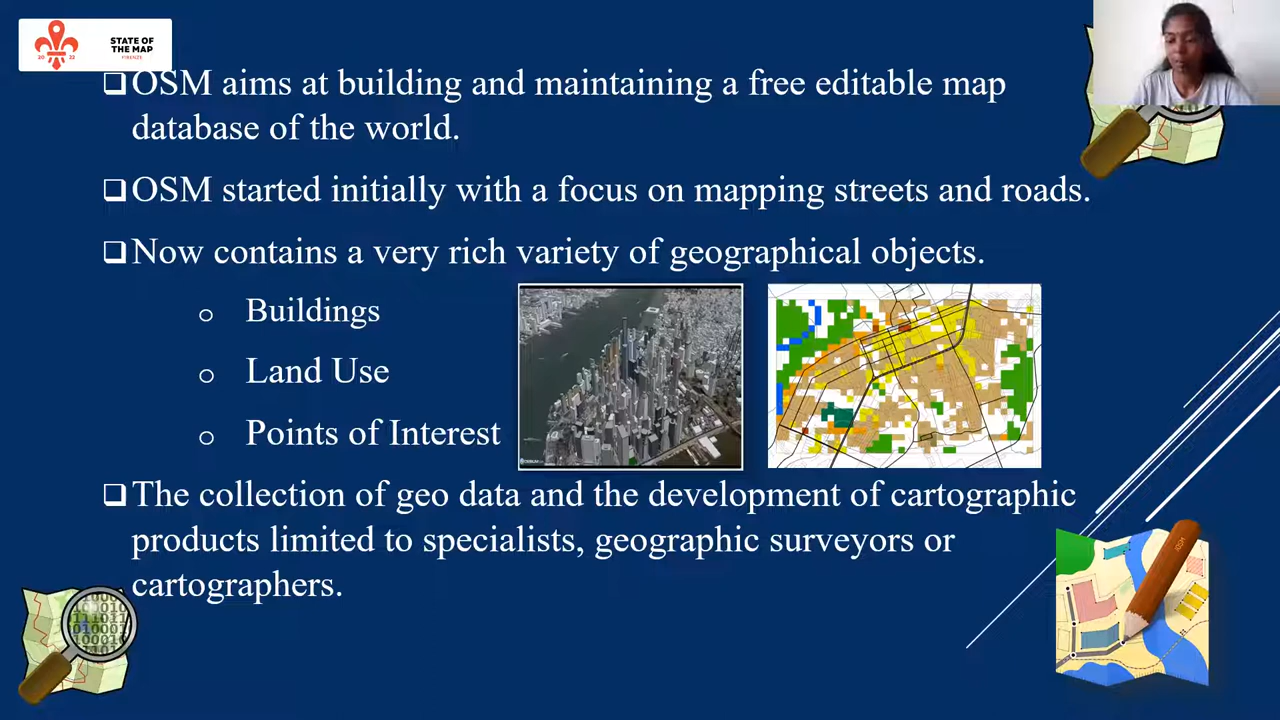 STATE OF
THE MAP
FIRENZE
20 22
OSM aims at building and maintaining a free editable map
database of the world.
OSM started initially with a focus on mapping streets and roads.
Now contains a very rich variety of geographical objects.
Buildings
Land Use
Points of Interest
The collection of geo data and the development of cartographic
products limited to specialists, geographic surveyors or
cartographers.